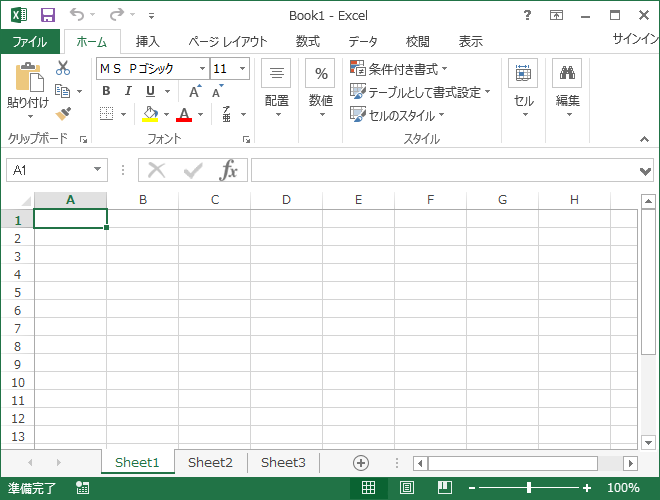 Book1 - Excel
ファイル ホーム 挿入 ページ レイアウト 数式 データ 校閲 表示 サインイン
貼り付け
クリップボード
ＭＳ Ｐゴシック 11
B I U A A
A 亜
フォント
配置
%
数値
条件付き書式
テーブルとして書式設定
セルのスタイル
スタイル
セル
編集
A1 fx
A B C D E F G H
1
2
3
4
5
6
7
8
9
10
11
12
13
Sheet1 Sheet2 Sheet3
準備完了 100%